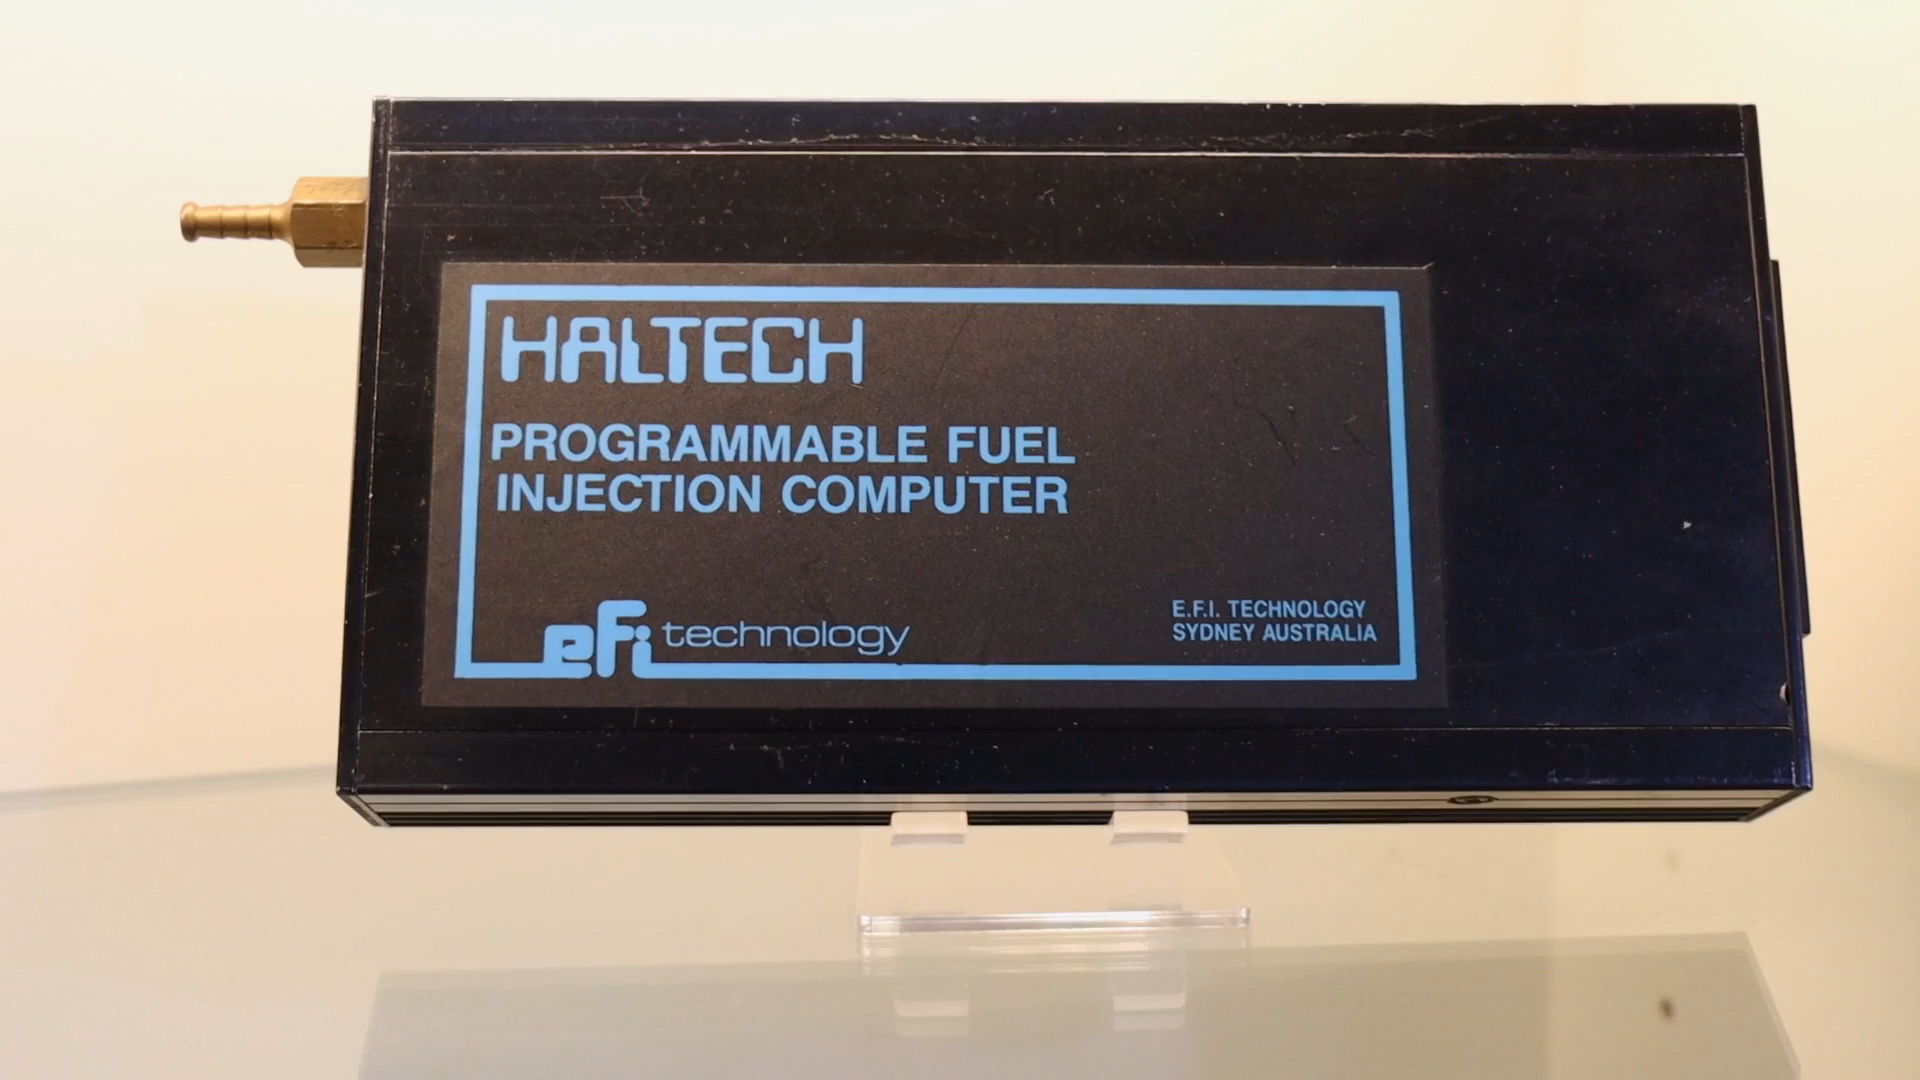 HALTECH
PROGRAMMABLE FUEL
INJECTION COMPUTER
efi technology
E.F.I. TECHNOLOGY
SYDNEY AUSTRALIA